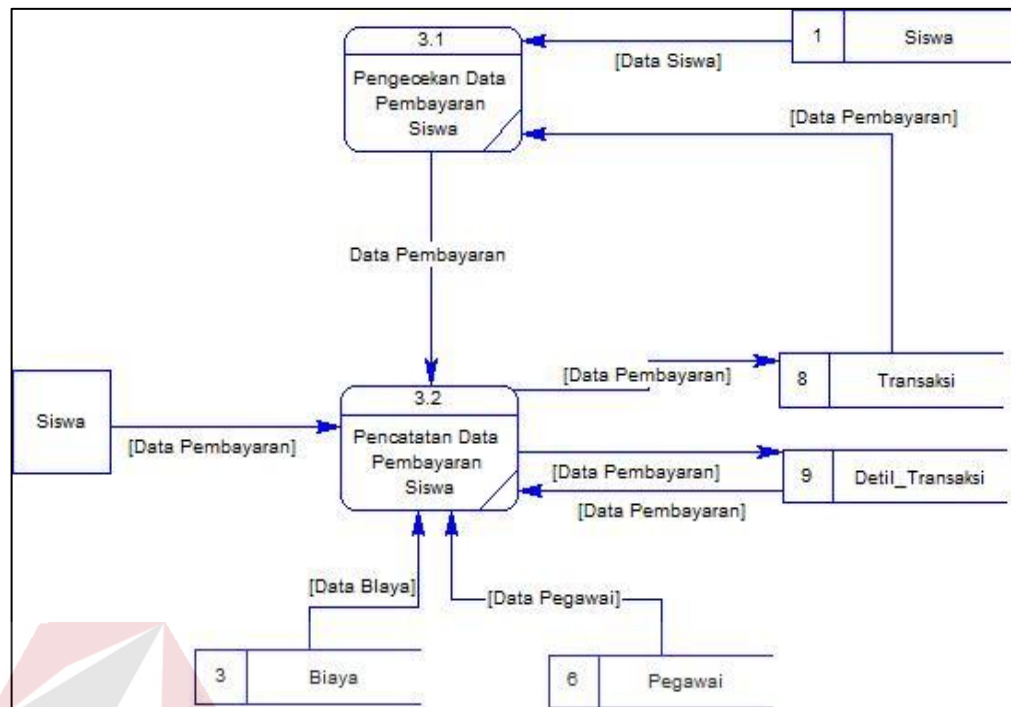 3.1
Pengecekan Data
Pembayaran
Siswa
1
Siswa
[Data Siswa]
[Data Pembayaran]
Data Pembayaran
Siswa
[Data Pembayaran]
3.2
Pencatatan Data
Pembayaran
Siswa
[Data Pembayaran]
8
Transaksi
[Data Pembayaran]
9
Detil_Transaksi
[Data Pembayaran]
[Data BIaya]
[Data Pegawai]
3
Biaya
6
Pegawai